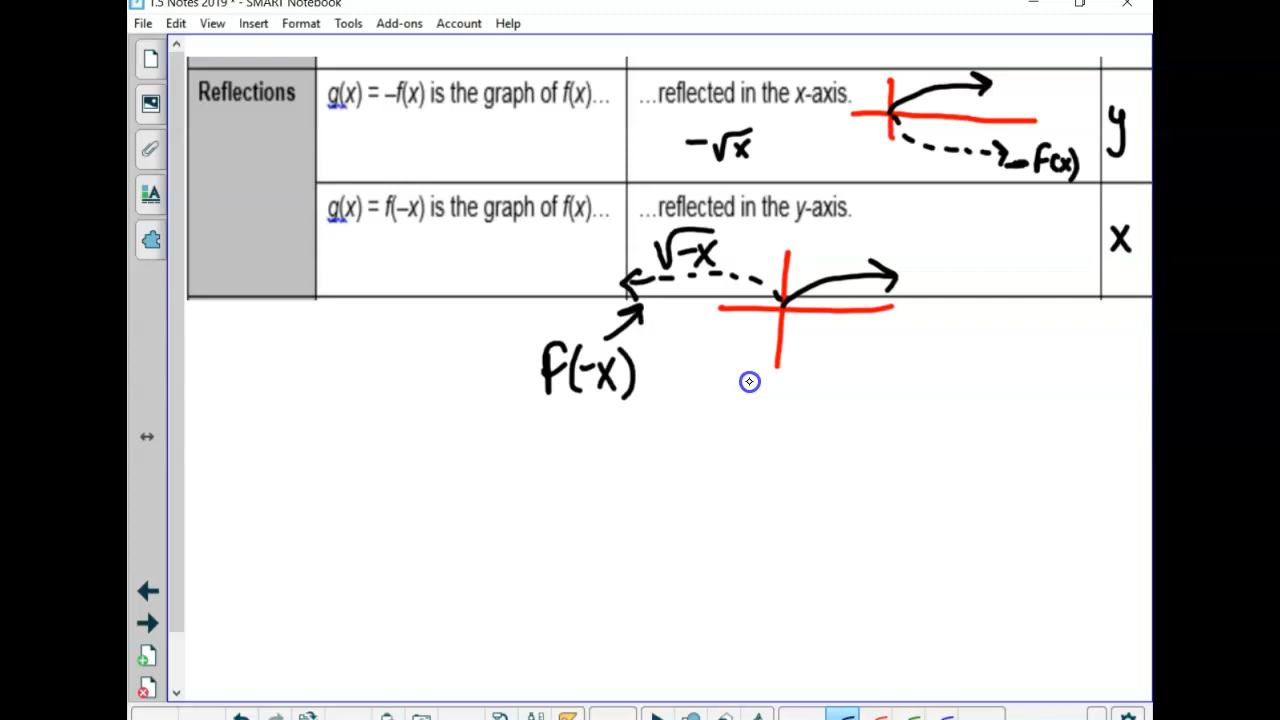 1.5 Notes 2019 * - SMART Notebook
File Edit View Insert Format Tools Add-ons Account Help
Reflections
g(x) = –f(x) is the graph of f(x)...
...reflected in the x-axis.
y
-√x
-f(x)
g(x) = f(–x) is the graph of f(x)...
...reflected in the y-axis.
x
√-x
f(-x)